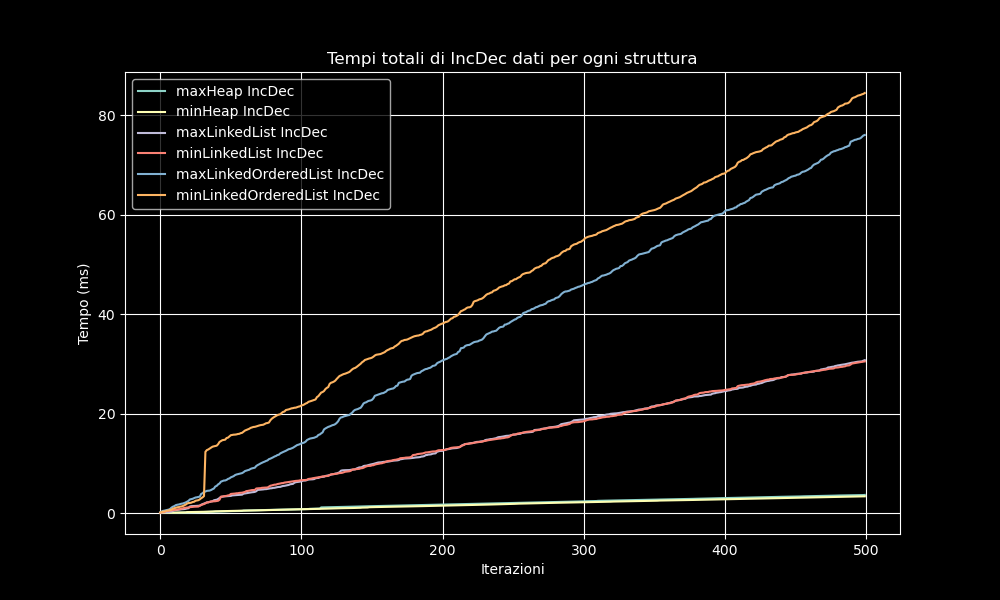 Tempi totali di IncDec dati per ogni struttura
maxHeap IncDec
minHeap IncDec
maxLinkedList IncDec
minLinkedList IncDec
maxLinkedOrderedList IncDec
minLinkedOrderedList IncDec
80
60
40
20
0
Tempo (ms)
0 100 200 300 400 500
Iterazioni